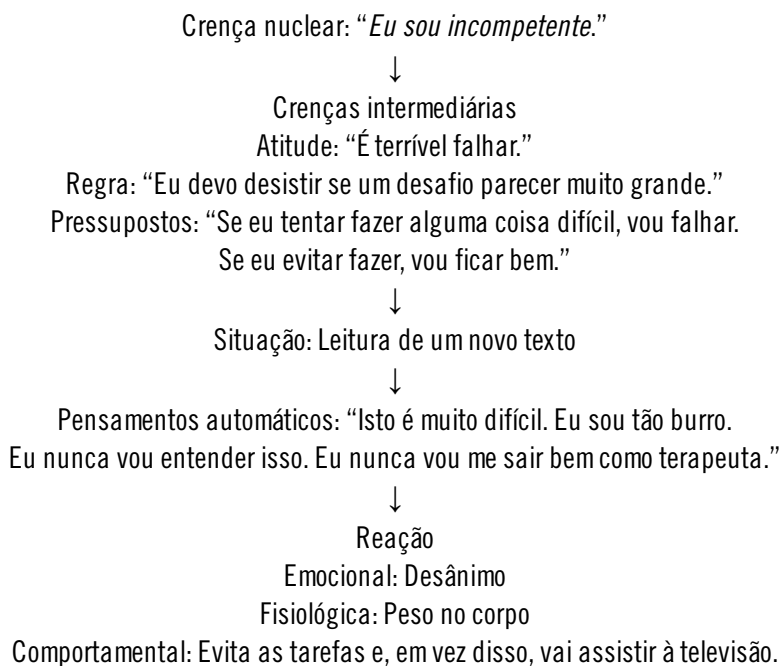 Crença nuclear: “Eu sou incompetente.”
↓
Crenças intermediárias
Atitude: “É terrível falhar.”
Regra: “Eu devo desistir se um desafio parecer muito grande.”
Pressupostos: “Se eu tentar fazer alguma coisa difícil, vou falhar.
Se eu evitar fazer, vou ficar bem.”
↓
Situação: Leitura de um novo texto
↓
Pensamentos automáticos: “Isto é muito difícil. Eu sou tão burro.
Eu nunca vou entender isso. Eu nunca vou me sair bem como terapeuta.”
↓
Reação
Emocional: Desânimo
Fisiológica: Peso no corpo
Comportamental: Evita as tarefas e, em vez disso, vai assistir à televisão.